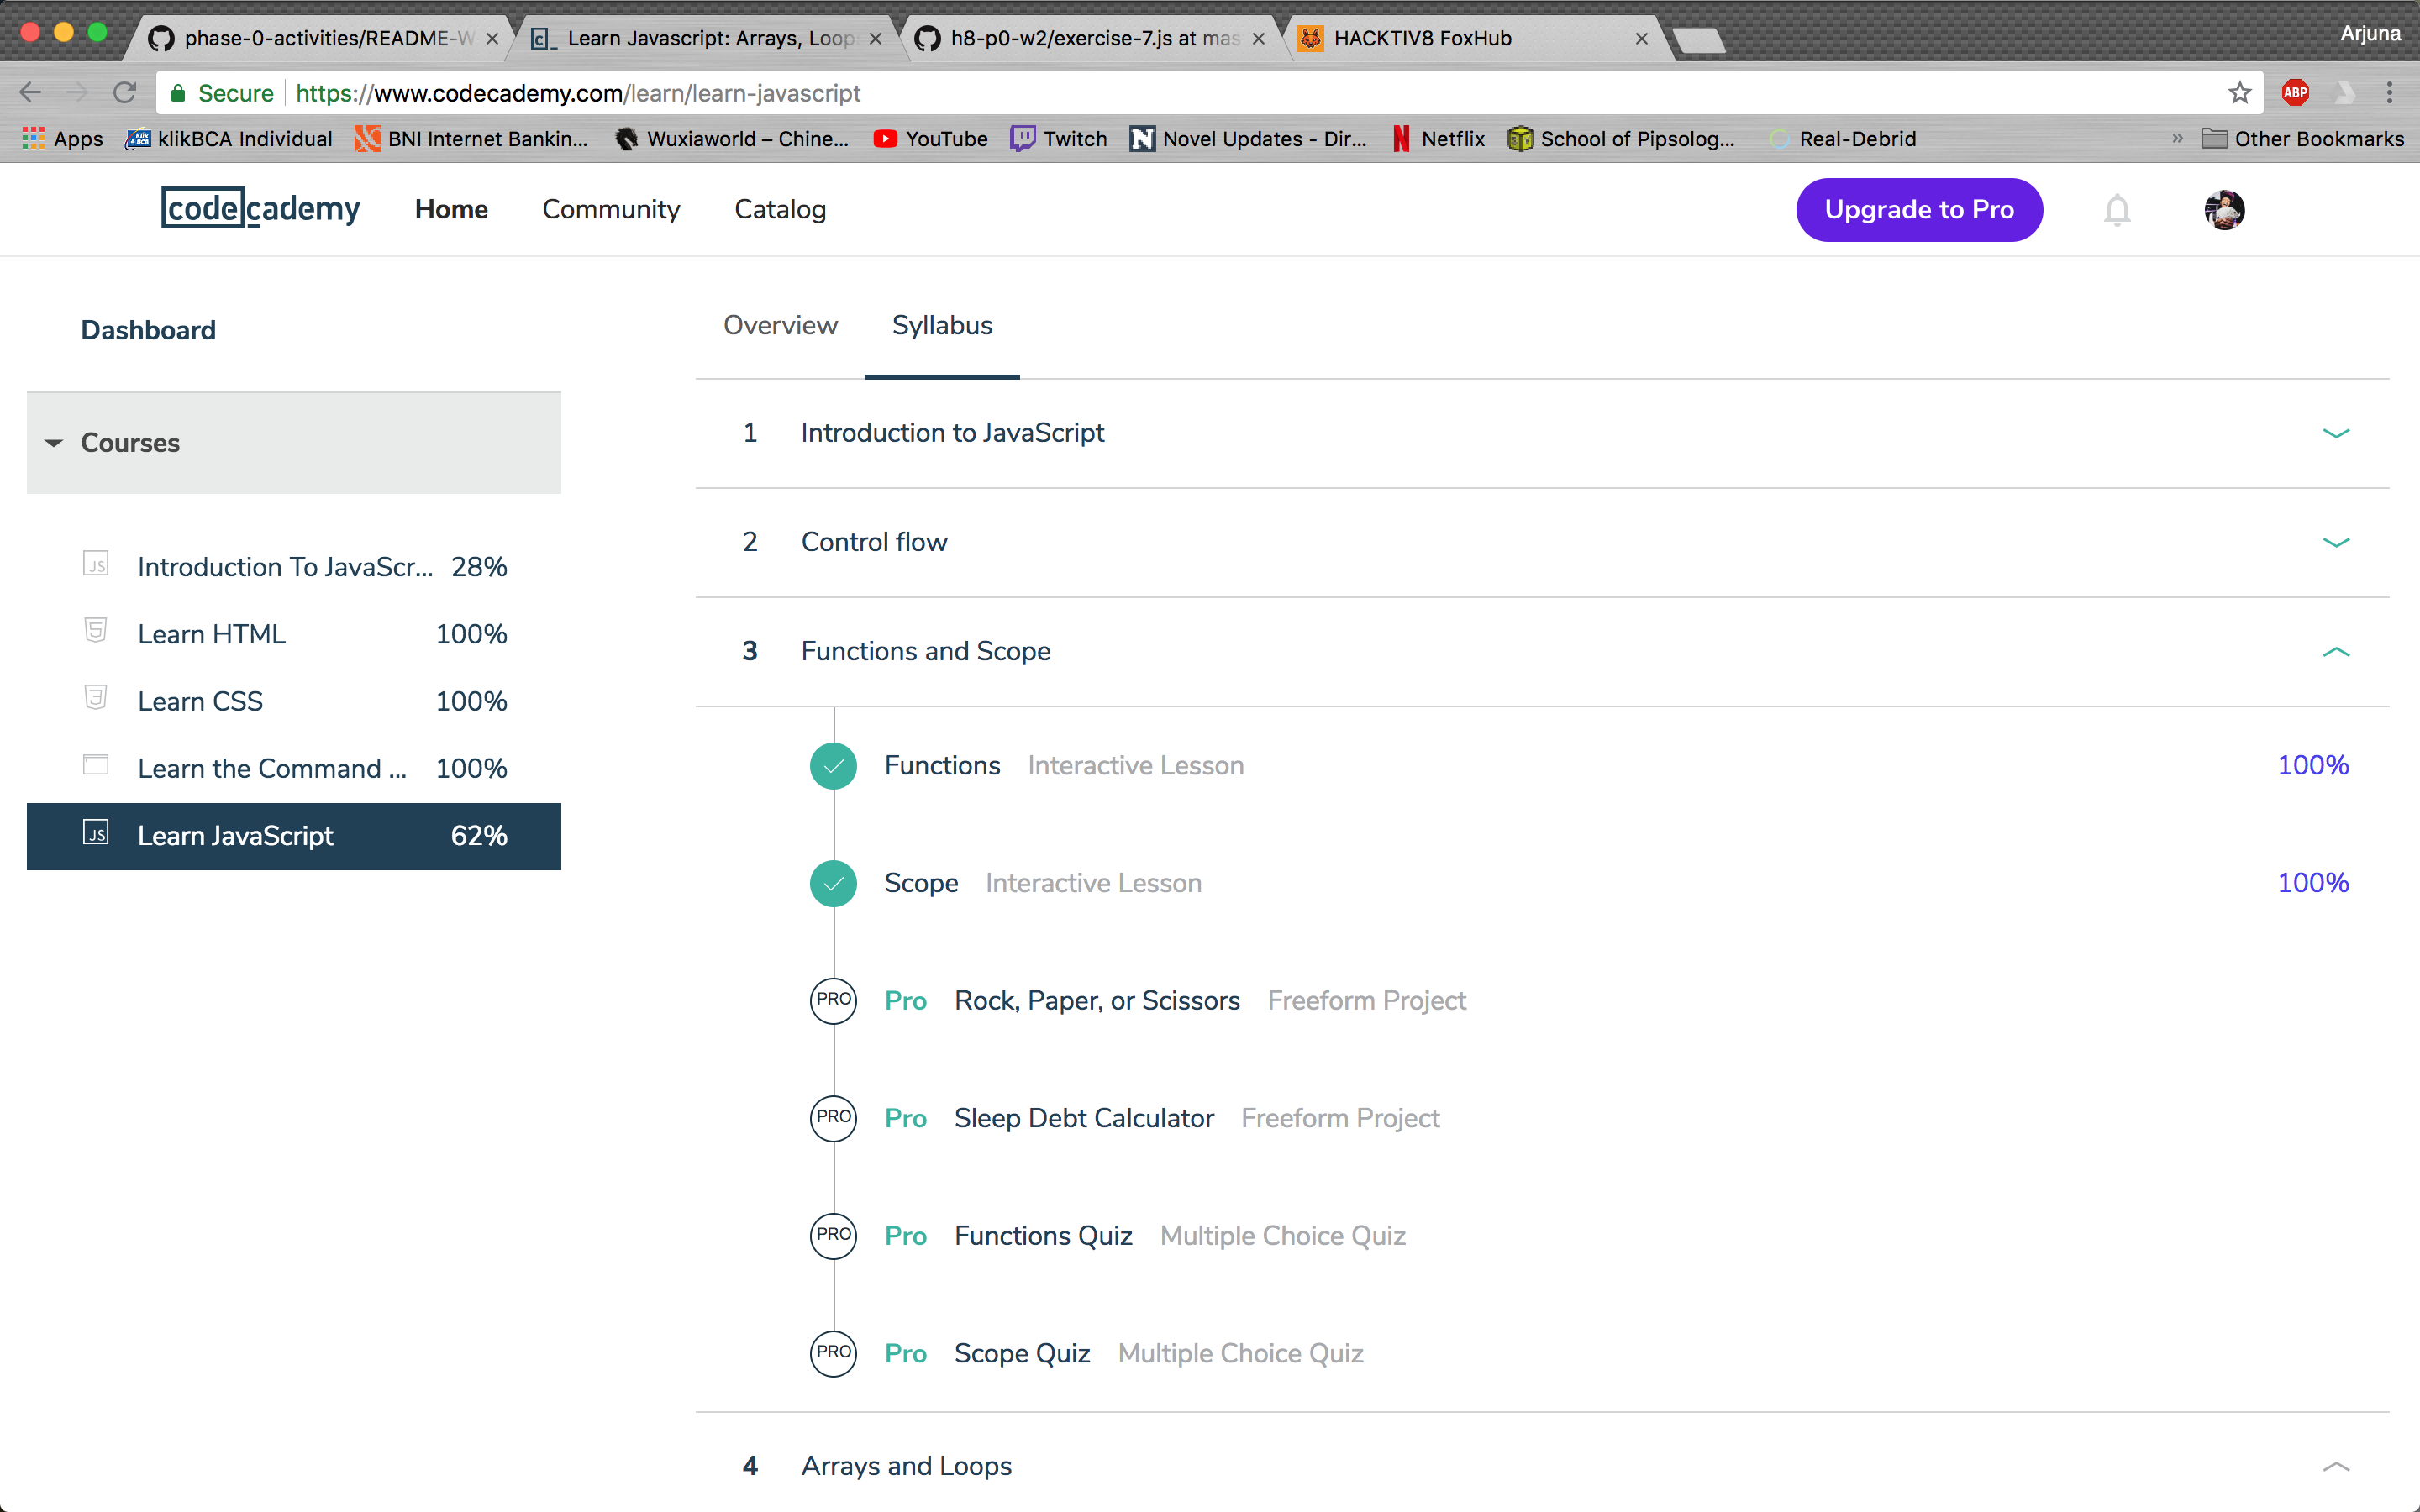 phase-0-activities/README-W
Learn Javascript: Arrays, Loop
h8-p0-w2/exercise-7.js at mas
HACKTIV8 FoxHub
Arjuna
Secure https://www.codecademy.com/learn/learn-javascript
ABP
Apps klikBCA Individual BNI Internet Bankin... Wuxiaworld – Chine... YouTube Twitch Novel Updates - Dir... Netflix School of Pipsolog... Real-Debrid » Other Bookmarks
codecademy Home Community Catalog Upgrade to Pro
Dashboard
Courses
JS Introduction To JavaScr... 28%
Learn HTML 100%
Learn CSS 100%
Learn the Command ... 100%
JS Learn JavaScript 62%
Overview Syllabus
1 Introduction to JavaScript
2 Control flow
3 Functions and Scope
Functions Interactive Lesson 100%
Scope Interactive Lesson 100%
PRO Pro Rock, Paper, or Scissors Freeform Project
PRO Pro Sleep Debt Calculator Freeform Project
PRO Pro Functions Quiz Multiple Choice Quiz
PRO Pro Scope Quiz Multiple Choice Quiz
4 Arrays and Loops